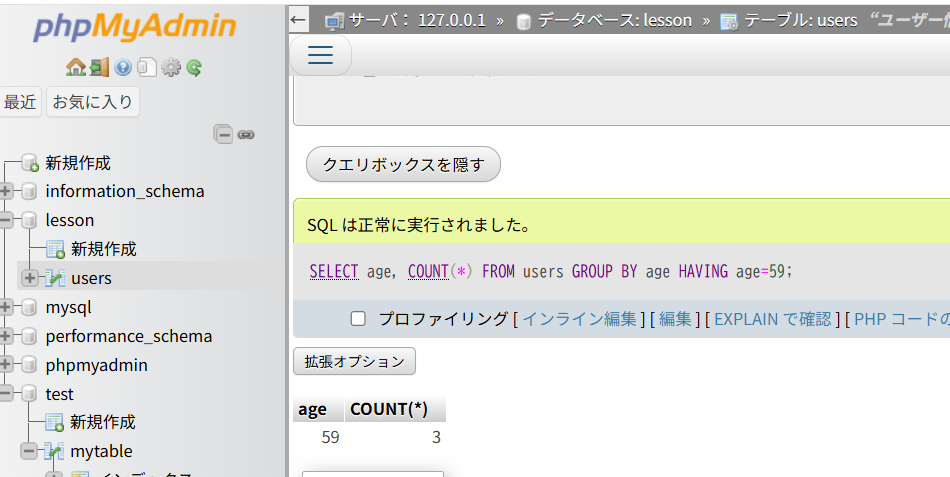 phpMyAdmin
最近 お気に入り
新規作成
information_schema
lesson
新規作成
users
mysql
performance_schema
phpmyadmin
test
新規作成
mytable
インデックス
サーバ: 127.0.0.1 » データベース: lesson » テーブル: users “ユーザー
クエリボックスを隠す
SQL は正常に実行されました。
SELECT age, COUNT(*) FROM users GROUP BY age HAVING age=59;
プロファイリング [ インライン編集 ] [ 編集 ] [ EXPLAIN で確認 ] [ PHP コードの
拡張オプション
age COUNT(*)
59 3